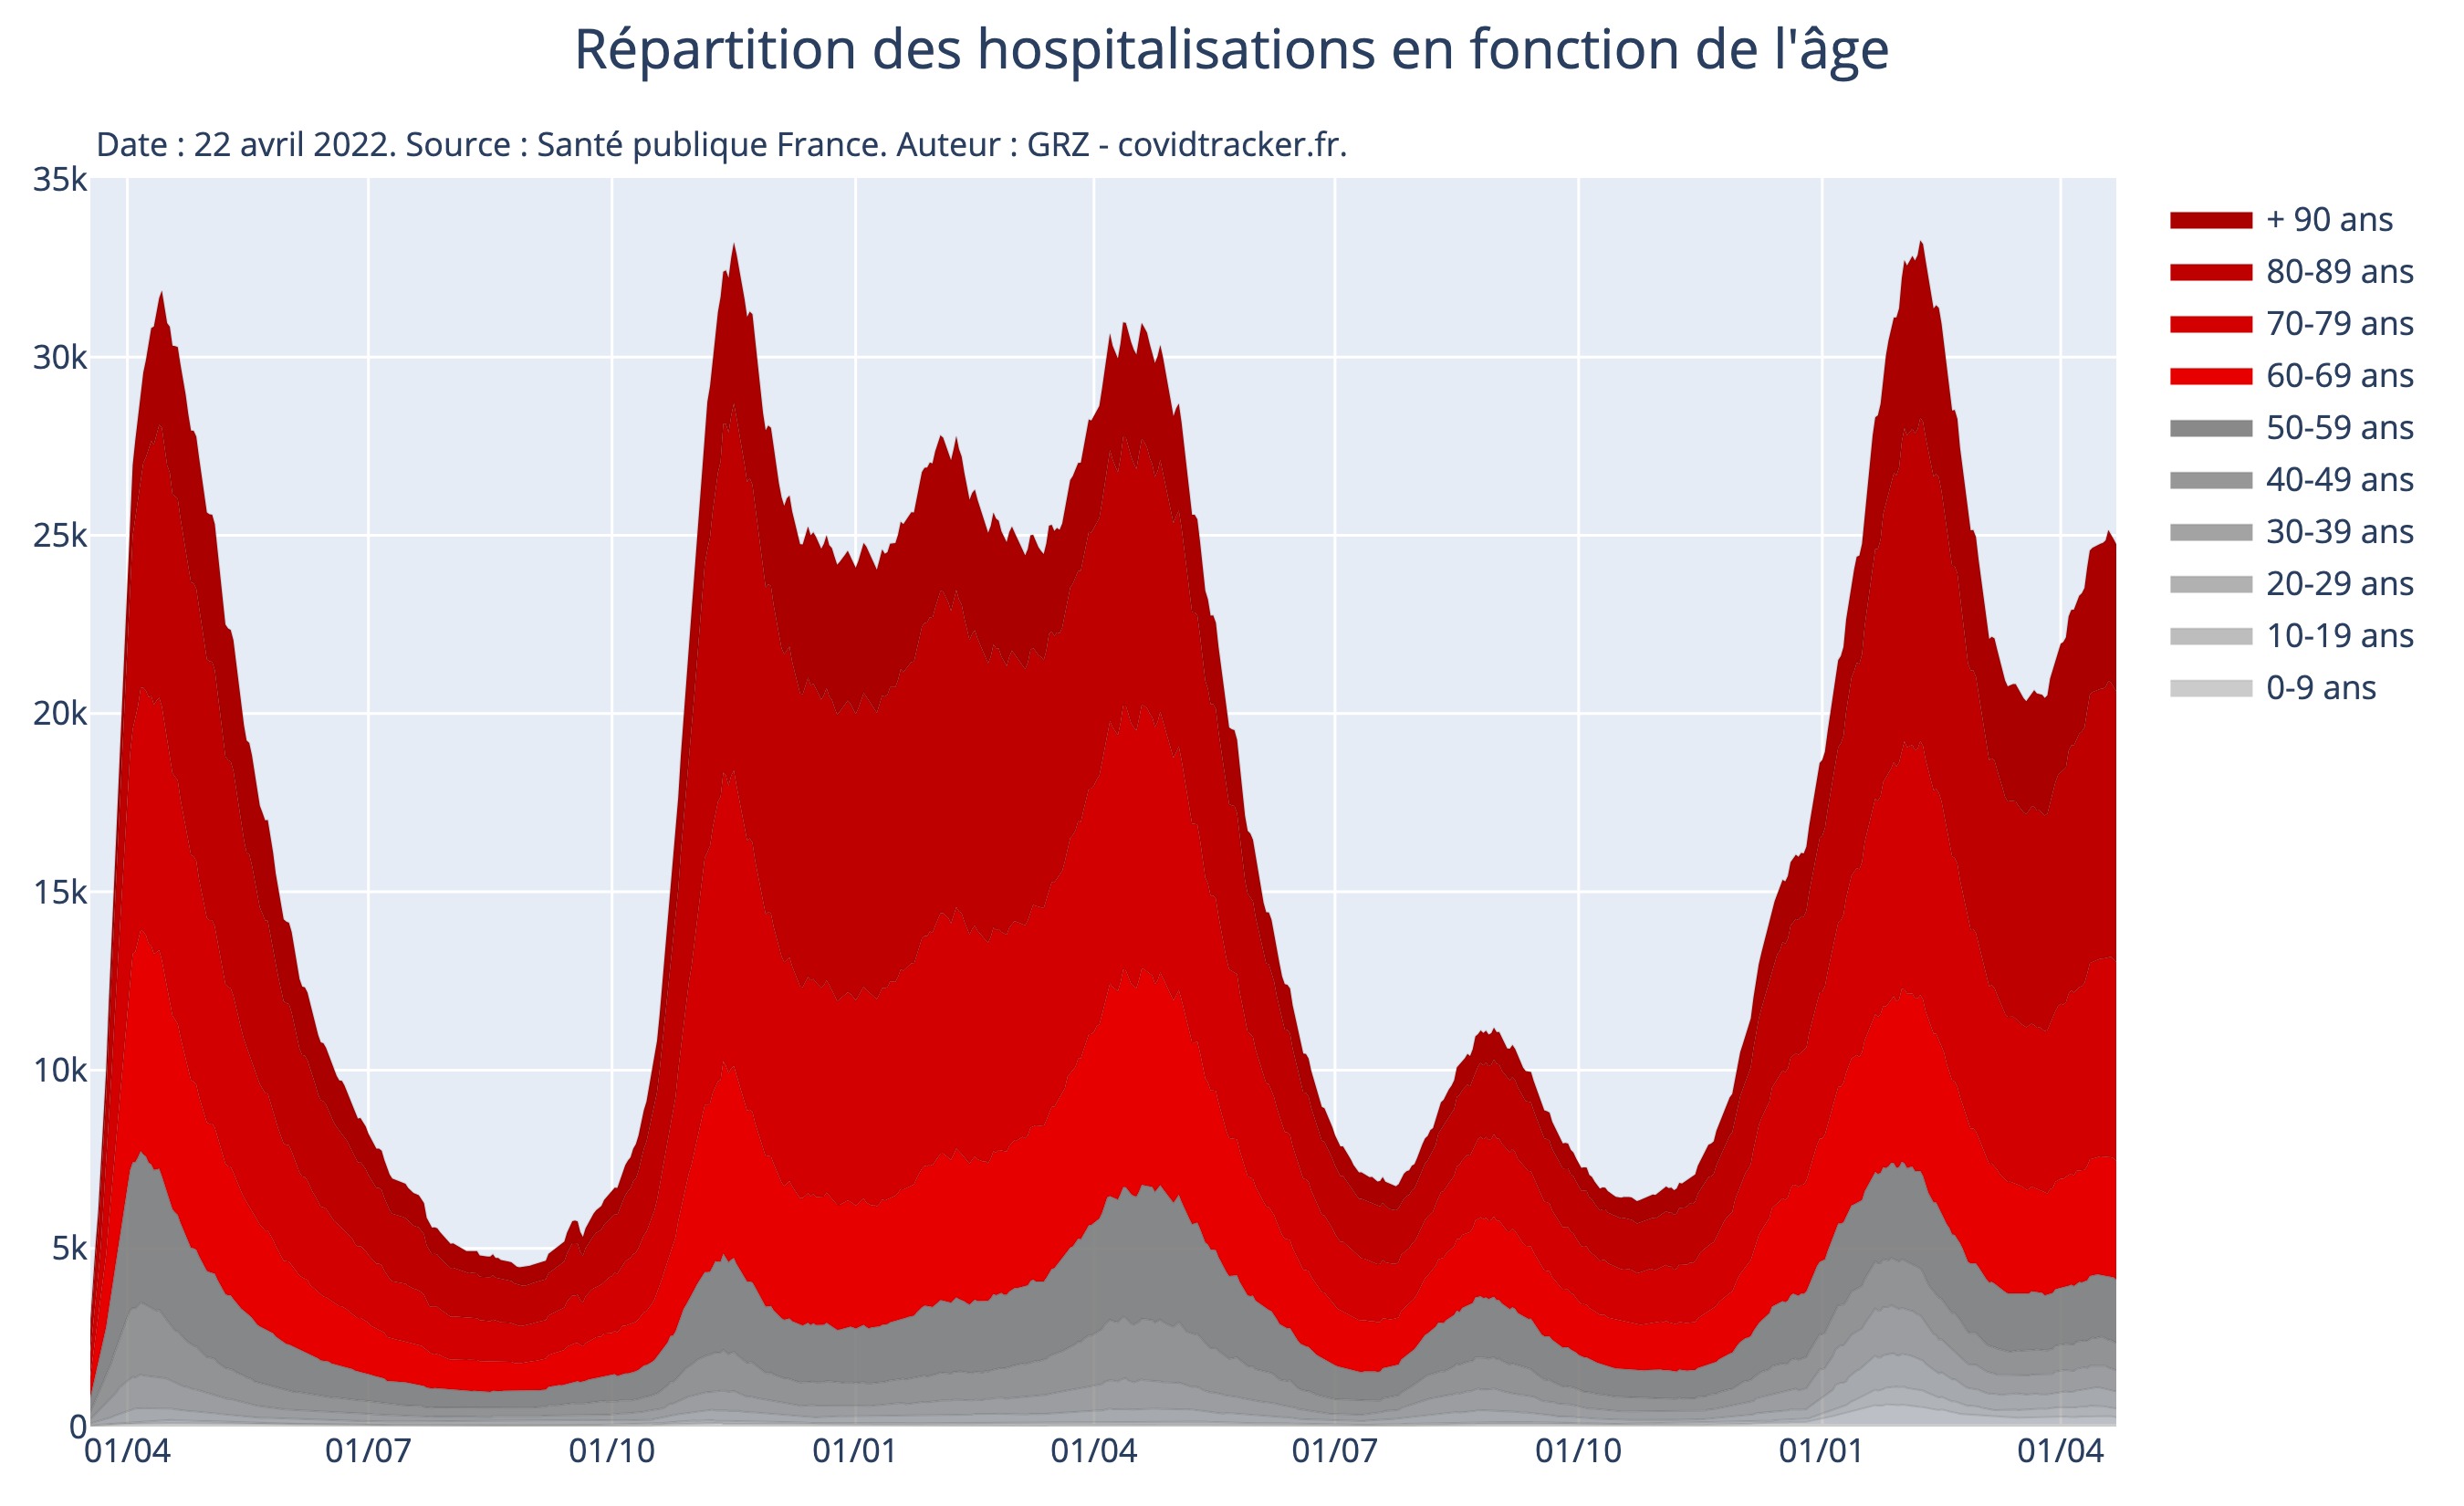 Répartition des hospitalisations en fonction de l'âge
Date : 22 avril 2022. Source : Santé publique France. Auteur : GRZ - covidtracker.fr.
35k
30k
25k
20k
15k
10k
5k
0
01/04
01/07
01/10
01/01
01/04
01/07
01/10
01/01
01/04
+ 90 ans
80-89 ans
70-79 ans
60-69 ans
50-59 ans
40-49 ans
30-39 ans
20-29 ans
10-19 ans
0-9 ans